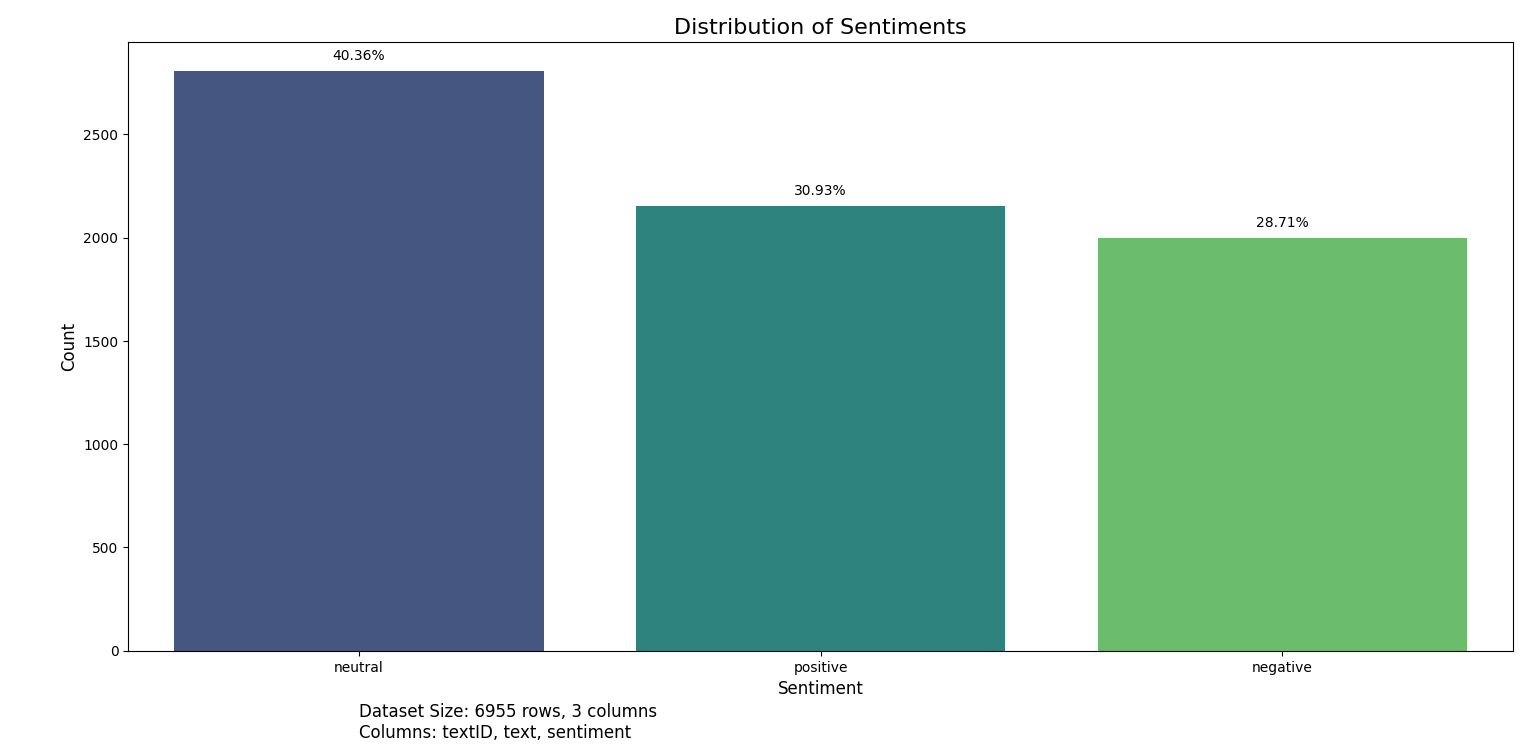 Distribution of Sentiments
40.36%
30.93%
28.71%
2500
2000
1500
1000
500
0
Count
neutral
positive
negative
Sentiment
Dataset Size: 6955 rows, 3 columns
Columns: textID, text, sentiment